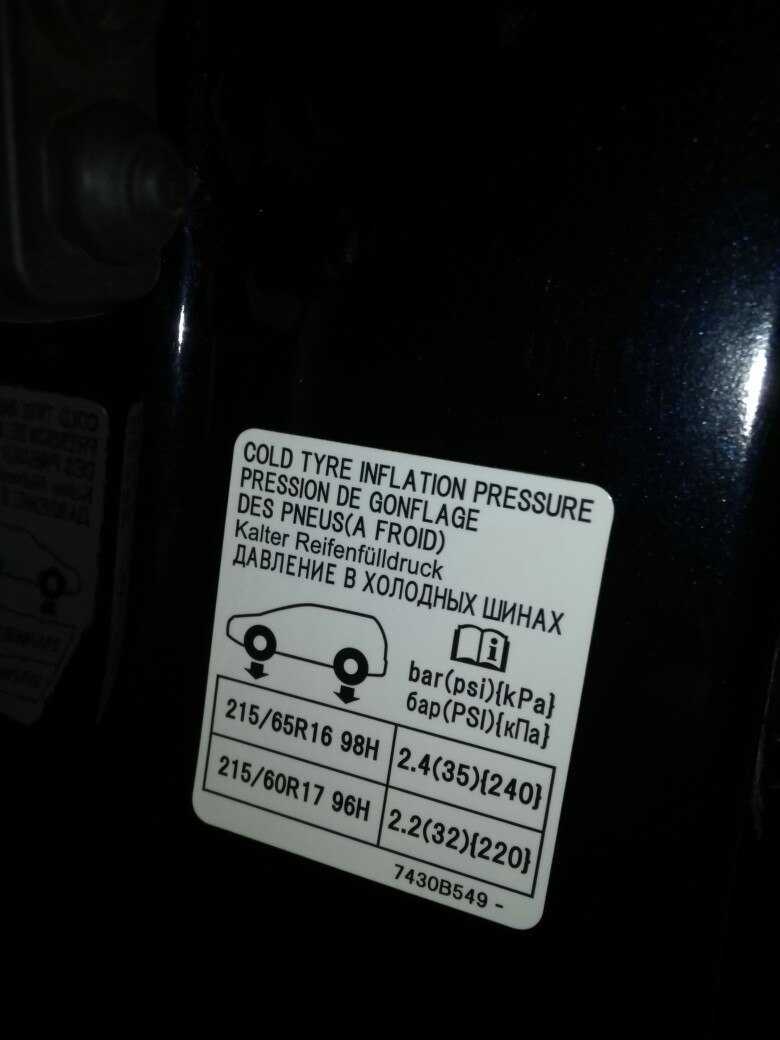 COLD TYRE INFLATION PRESSURE
PRESSION DE GONFLAGE
DES PNEUS(A FROID)
Kalter Reifenfülldruck
ДАВЛЕНИЕ В ХОЛОДНЫХ ШИНАХ
i
bar(psi){kPa}
бар(PSI){кПа}
215/65R16 98H 2.4(35){240}
215/60R17 96H 2.2(32){220}
7430B549 -